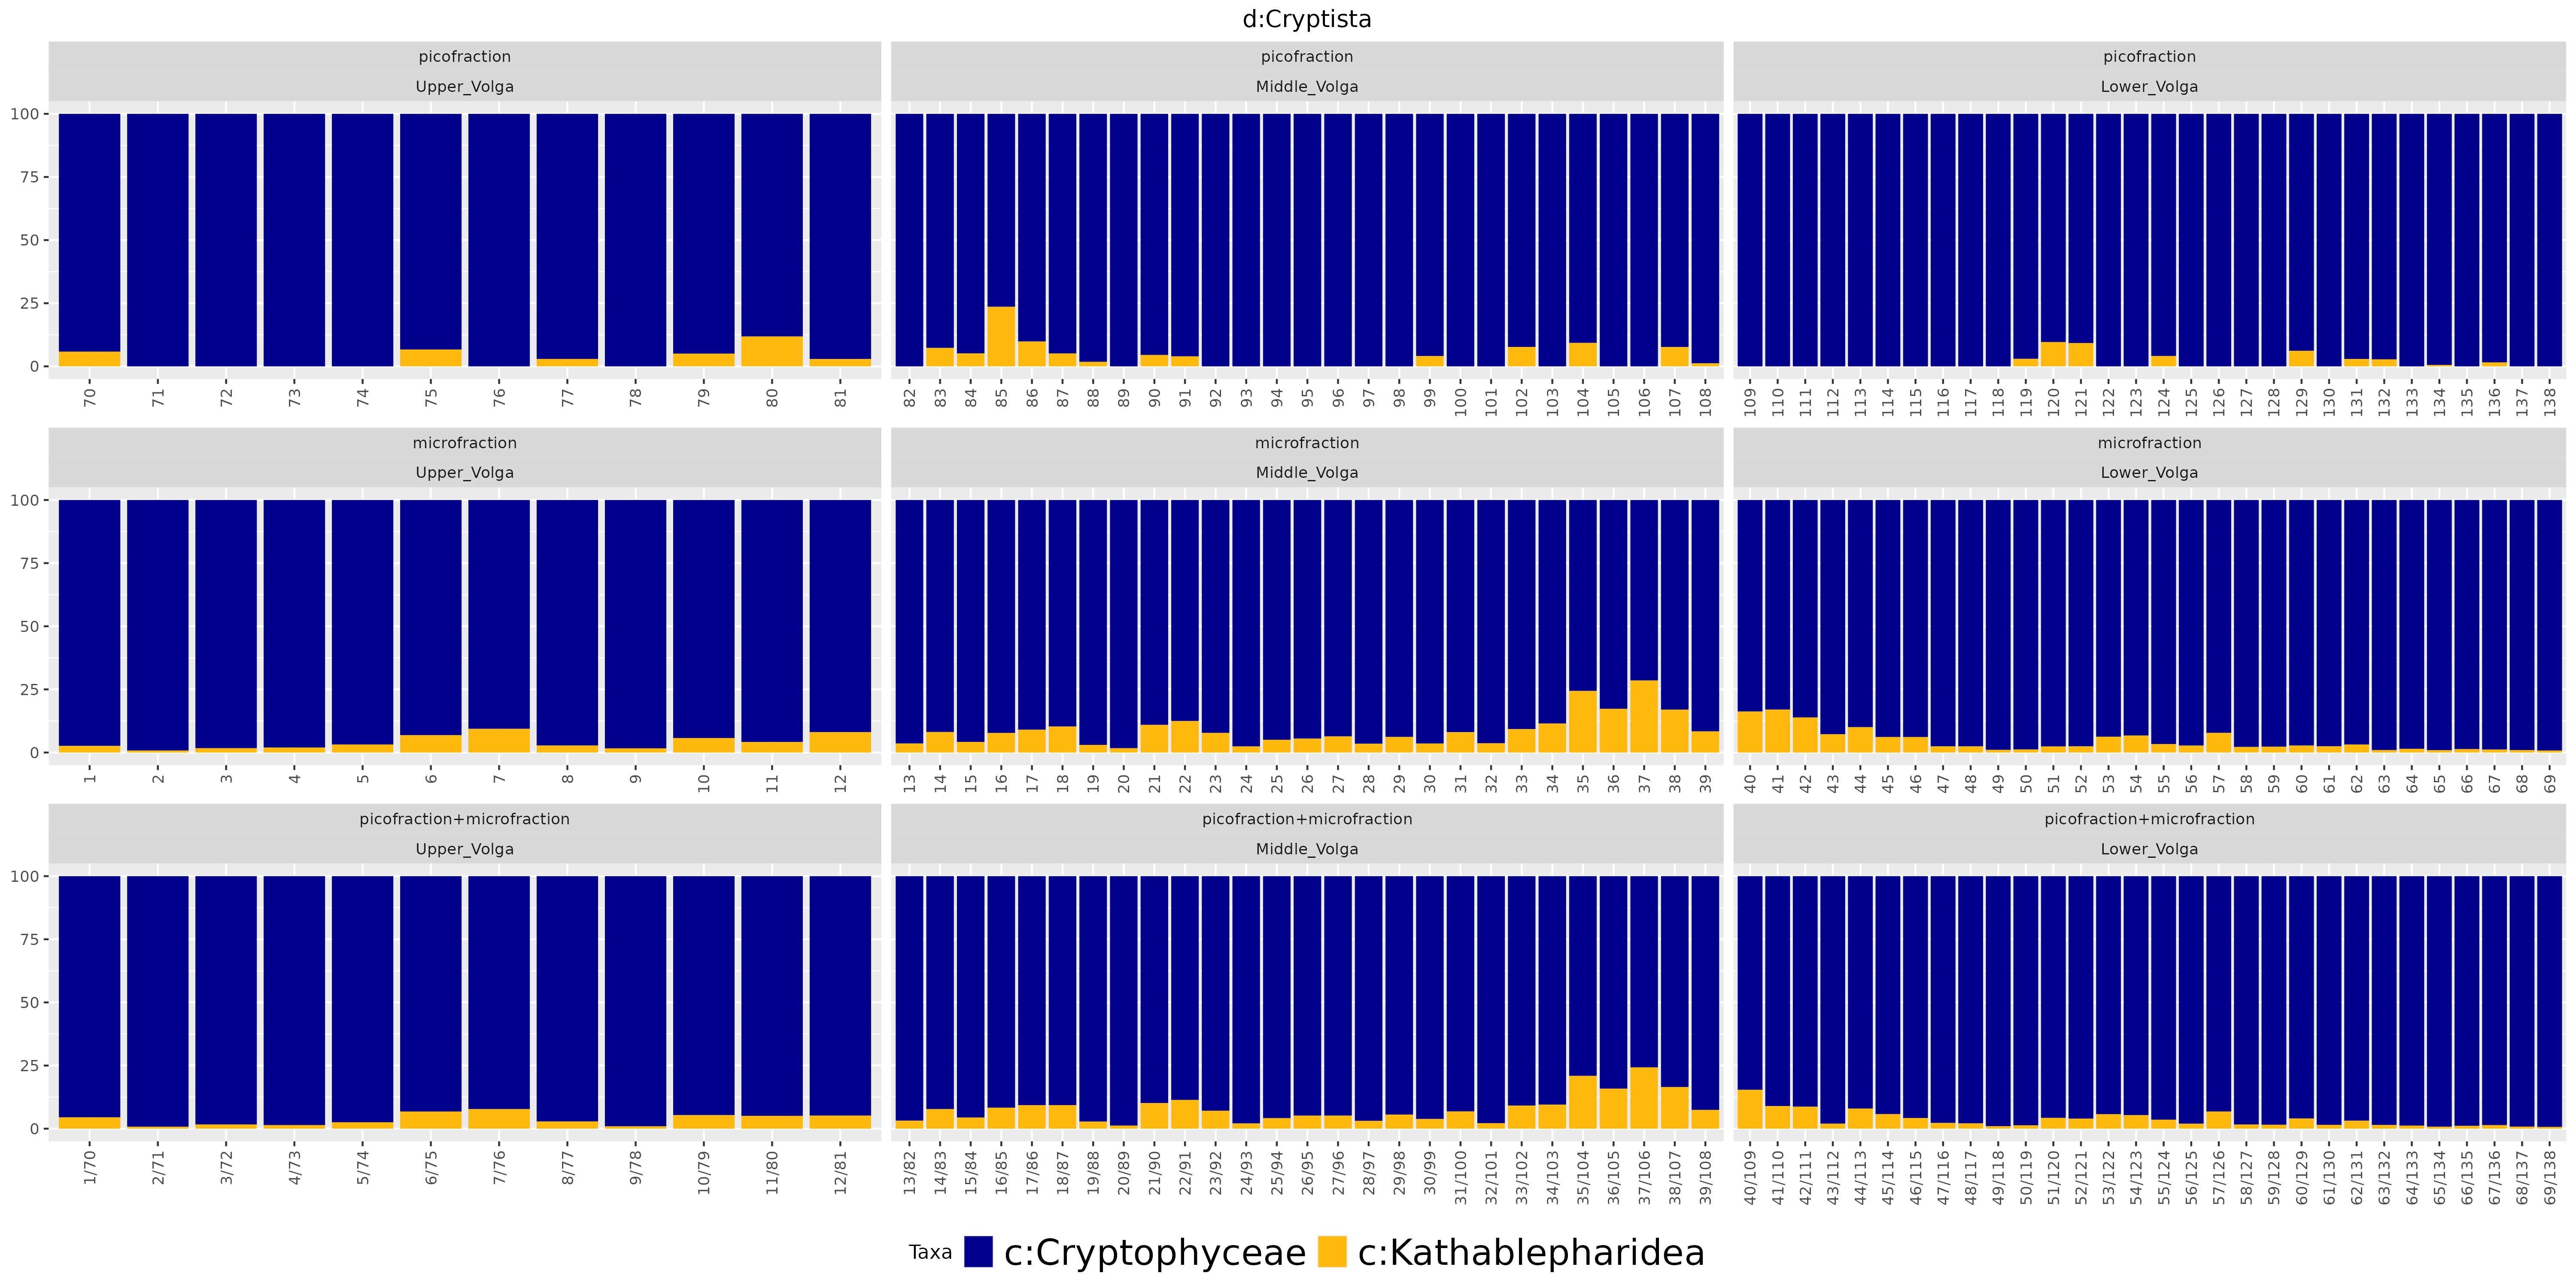 d:Cryptista
picofraction picofraction picofraction
Upper_Volga Middle_Volga Lower_Volga
100
75
50
25
0
70 71 72 73 74 75 76 77 78 79 80 81 82 83 84 85 86 87 88 89 90 91 92 93 94 95 96 97 98 99 100 101 102 103 104 105 106 107 108 109 110 111 112 113 114 115 116 117 118 119 120 121 122 123 124 125 126 127 128 129 130 131 132 133 134 135 136 137 138
microfraction microfraction microfraction
Upper_Volga Middle_Volga Lower_Volga
100
75
50
25
0
1 2 3 4 5 6 7 8 9 10 11 12 13 14 15 16 17 18 19 20 21 22 23 24 25 26 27 28 29 30 31 32 33 34 35 36 37 38 39 40 41 42 43 44 45 46 47 48 49 50 51 52 53 54 55 56 57 58 59 60 61 62 63 64 65 66 67 68 69
picofraction+microfraction picofraction+microfraction picofraction+microfraction
Upper_Volga Middle_Volga Lower_Volga
100
75
50
25
0
1/70 2/71 3/72 4/73 5/74 6/75 7/76 8/77 9/78 10/79 11/80 12/81 13/82 14/83 15/84 16/85 17/86 18/87 19/88 20/89 21/90 22/91 23/92 24/93 25/94 26/95 27/96 28/97 29/98 30/99 31/100 32/101 33/102 34/103 35/104 36/105 37/106 38/107 39/108 40/109 41/110 42/111 43/112 44/113 45/114 46/115 47/116 48/117 49/118 50/119 51/120 52/121 53/122 54/123 55/124 56/125 57/126 58/127 59/128 60/129 61/130 62/131 63/132 64/133 65/134 66/135 67/136 68/137 69/138
Taxa c:Cryptophyceae c:Kathablepharidea